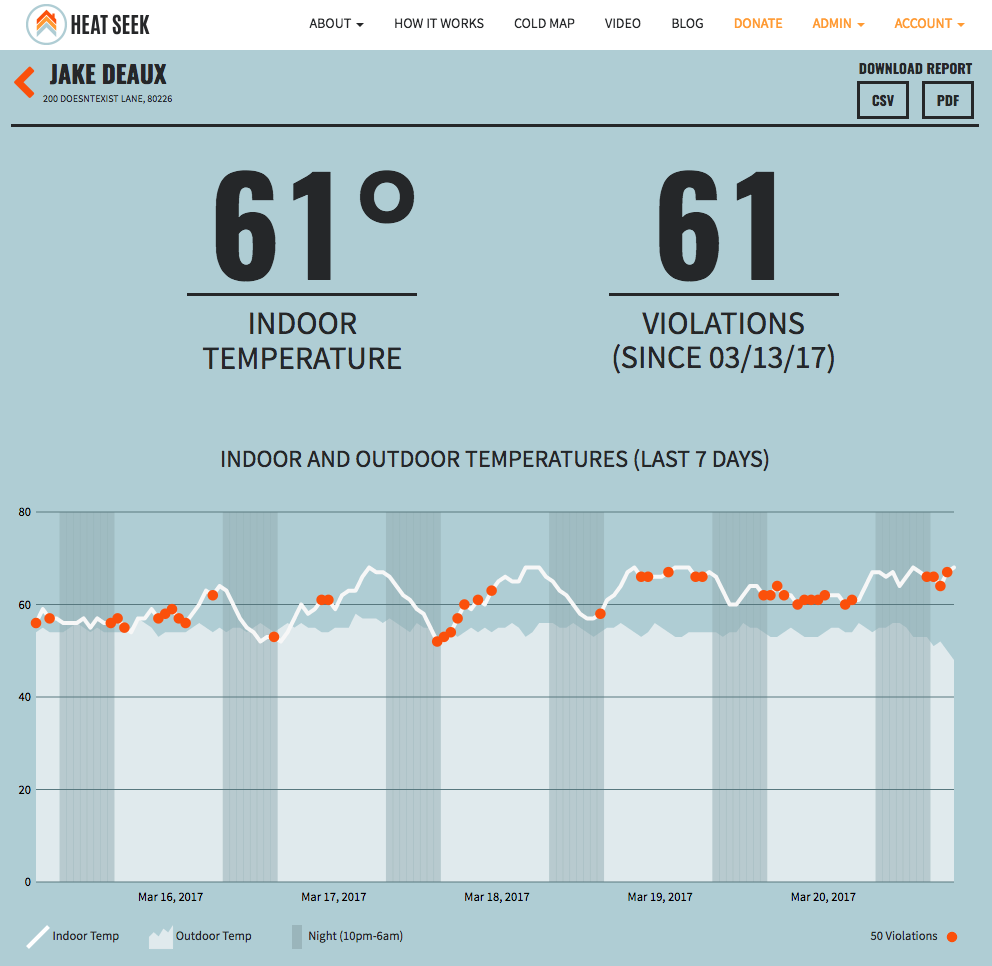 HEAT SEEK
ABOUT HOW IT WORKS COLD MAP VIDEO BLOG DONATE ADMIN ACCOUNT
JAKE DEAUX
200 DOESNTEXIST LANE, 80226
DOWNLOAD REPORT
CSV PDF
61° 61
INDOOR
TEMPERATURE
VIOLATIONS
(SINCE 03/13/17)
INDOOR AND OUTDOOR TEMPERATURES (LAST 7 DAYS)
80
60
40
20
0
Mar 16, 2017 Mar 17, 2017 Mar 18, 2017 Mar 19, 2017 Mar 20, 2017
Indoor Temp Outdoor Temp Night (10pm-6am) 50 Violations